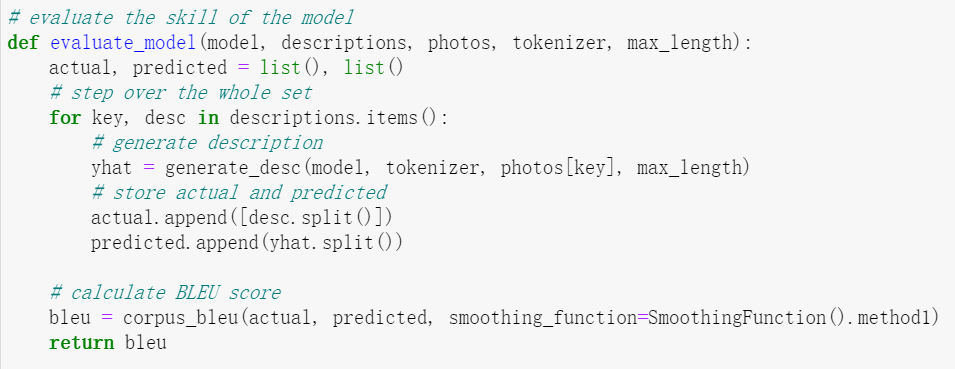 # evaluate the skill of the model
def evaluate_model(model, descriptions, photos, tokenizer, max_length):
    actual, predicted = list(), list()
    # step over the whole set
    for key, desc in descriptions.items():
        # generate description
        yhat = generate_desc(model, tokenizer, photos[key], max_length)
        # store actual and predicted
        actual.append([desc.split()])
        predicted.append(yhat.split())

    # calculate BLEU score
    bleu = corpus_bleu(actual, predicted, smoothing_function=SmoothingFunction().method1)
    return bleu